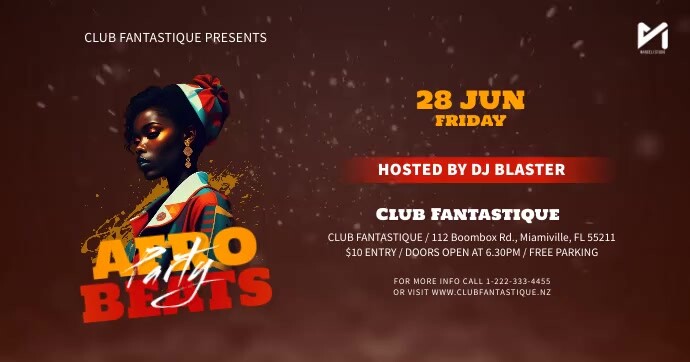 CLUB FANTASTIQUE PRESENTS
28 JUN
FRIDAY
HOSTED BY DJ BLASTER
CLUB FANTASTIQUE
CLUB FANTASTIQUE / 112 Boombox Rd., Miamiville, FL 55211
$10 ENTRY / DOORS OPEN AT 6.30PM / FREE PARKING
FOR MORE INFO CALL 1-222-333-4455
OR VISIT WWW.CLUBFANTASTIQUE.NZ
AFRO
Party
BEATS